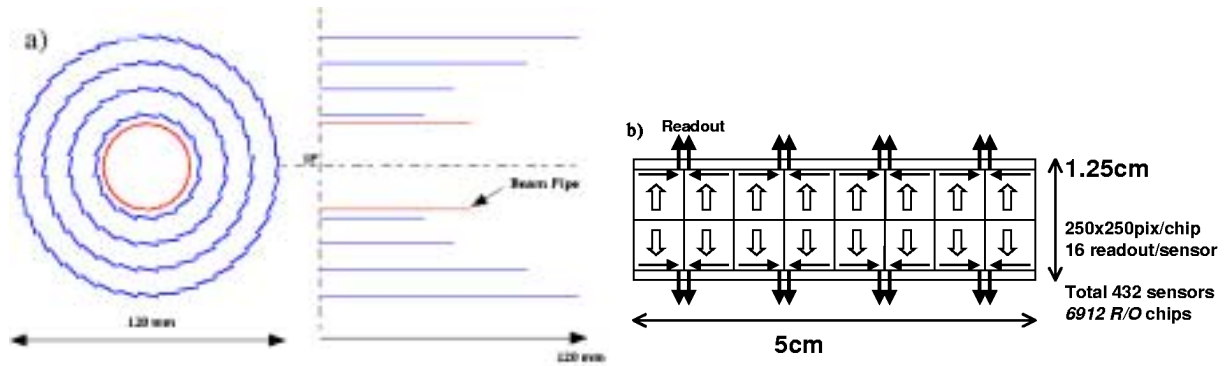 a)
Beam Pipe
120 mm
120 mm
b)
Readout
1.25cm
250x250pix/chip
16 readout/sensor
Total 432 sensors
6912 R/O chips
5cm